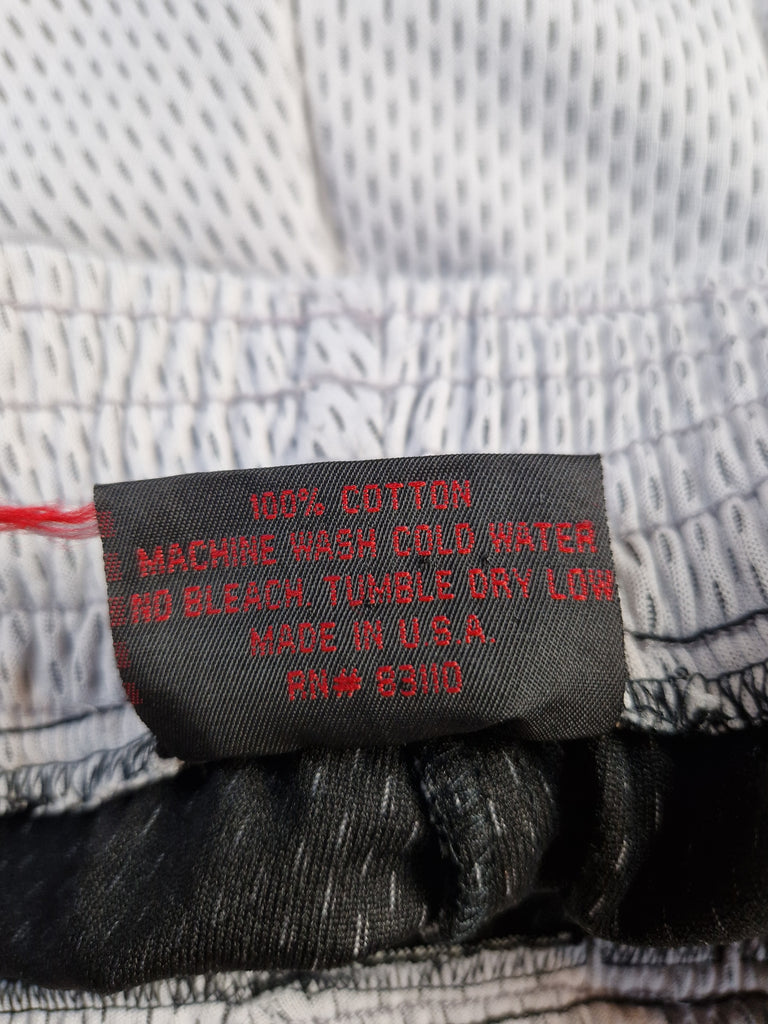 100% COTTON
MACHINE WASH COLD WATER
NO BLEACH. TUMBLE DRY LOW
MADE IN U.S.A.
RN# 83110